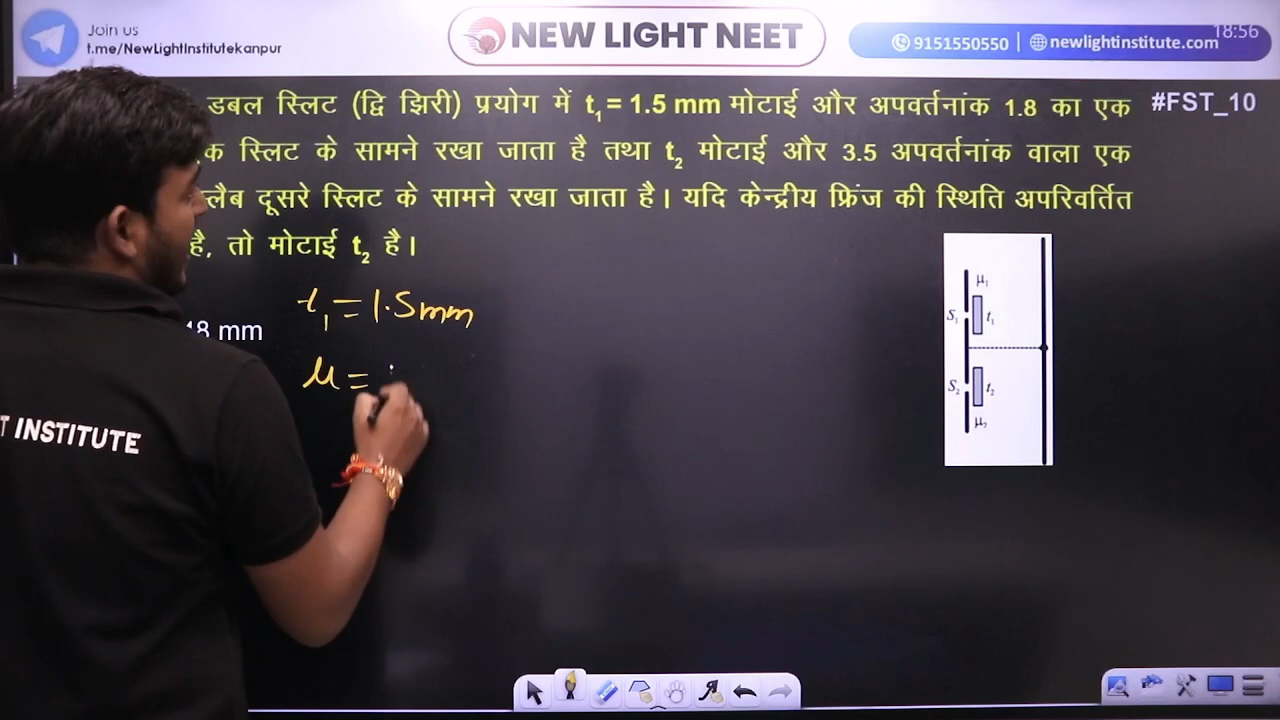 Join us
t.me/NewLightInstitutekanpur
NEW LIGHT NEET
9151550550 | newlightinstitute.com
18:56
डबल स्लिट (द्वि झिरी) प्रयोग में t₁ = 1.5 mm मोटाई और अपवर्तनांक 1.8 का एक
स्लिट के सामने रखा जाता है तथा t₂ मोटाई और 3.5 अपवर्तनांक वाला एक
दूसरे स्लिट के सामने रखा जाता है। यदि केन्द्रीय फ्रिंज की स्थिति अपरिवर्तित
है, तो मोटाई t₂ है।
#FST_10
mm
t₁ = 1.5mm
μ =
μ₁
S₁
t₁
S₂
t₂
μ₂
INSTITUTE